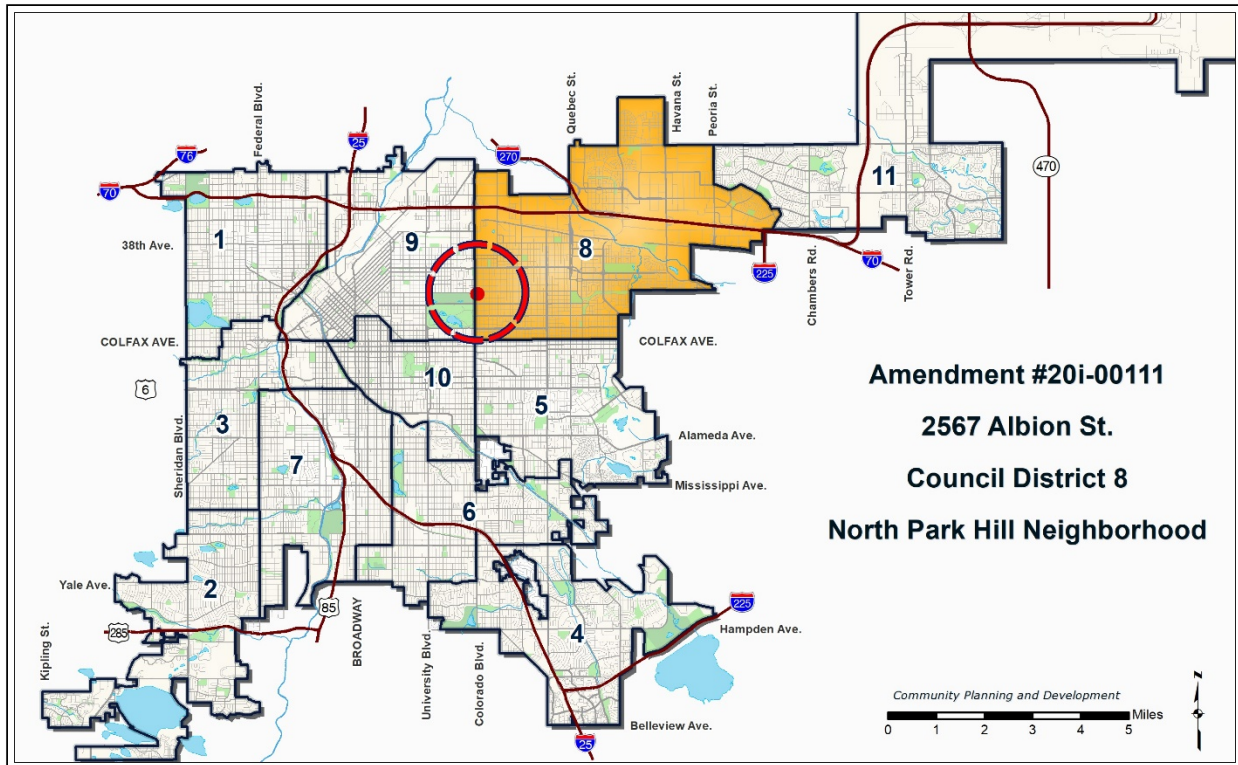 Federal Blvd.
Quebec St.
Havana St.
Peoria St.
76
25
270
70
470
11
38th Ave.
1
9
8
225
70
Chambers Rd.
Tower Rd.
COLFAX AVE.
COLFAX AVE.
6
10
5
3
Sheridan Blvd.
Alameda Ave.
7
Mississippi Ave.
6
Yale Ave.
2
85
BROADWAY
225
285
Hampden Ave.
4
Kipling St.
University Blvd.
Colorado Blvd.
Belleview Ave.
25
Amendment #20i-00111
2567 Albion St.
Council District 8
North Park Hill Neighborhood
Community Planning and Development
Miles
0 1 2 3 4 5
N